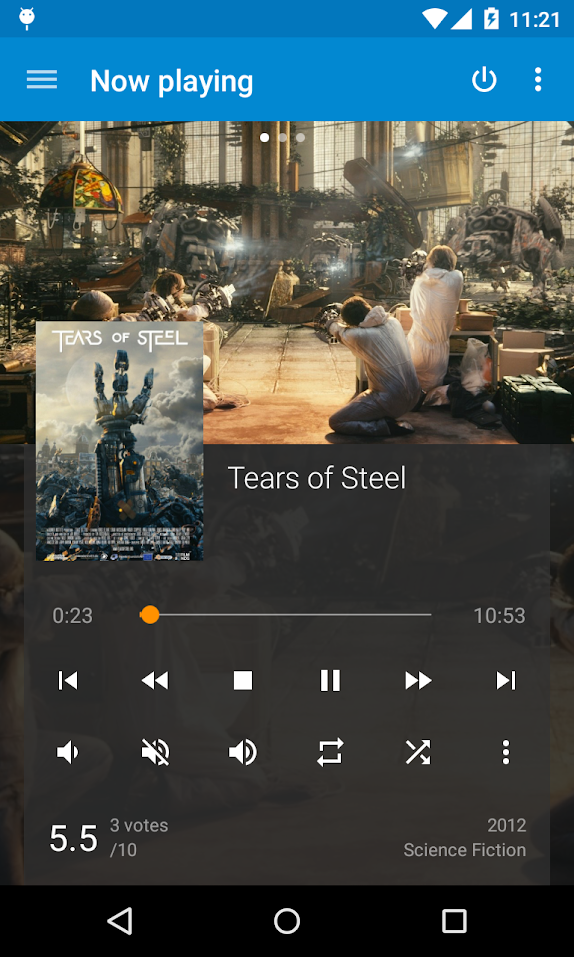 11:21
Now playing
TEARS OF STEEL
Tears of Steel
0:23
10:53
5.5
3 votes
/10
2012
Science Fiction